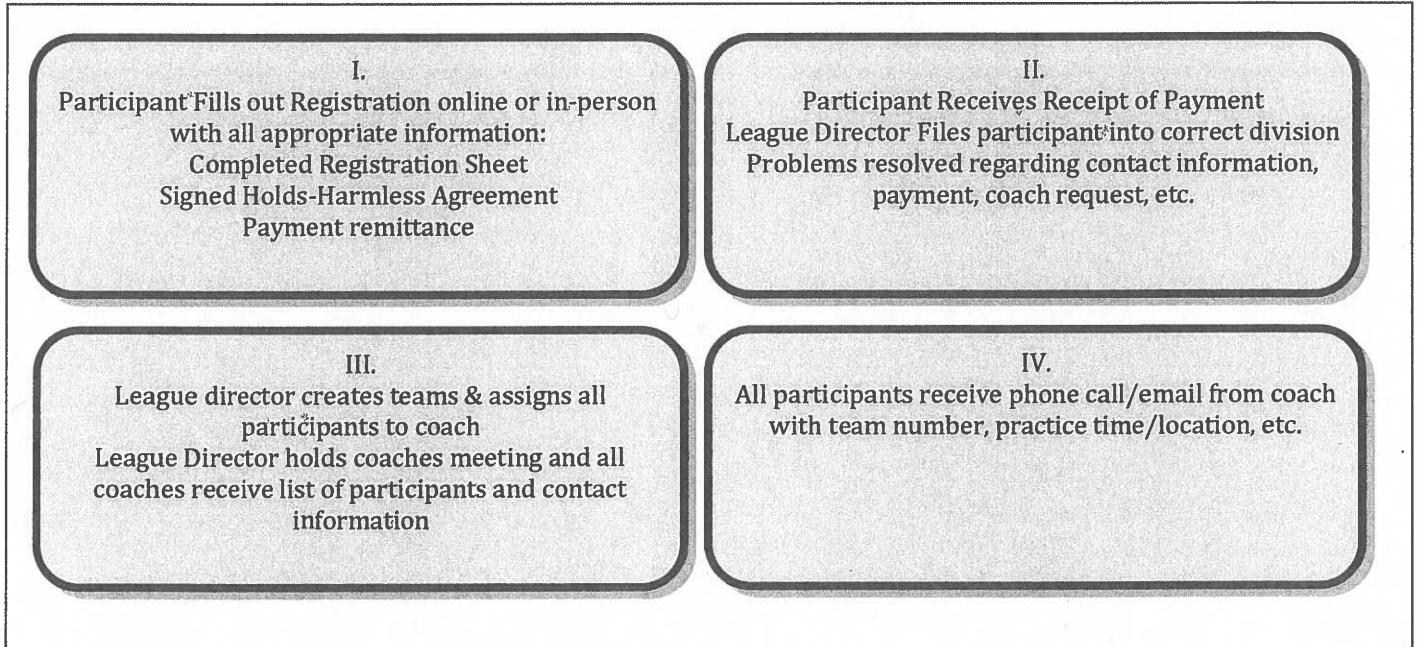 I.
Participant Fills out Registration online or in-person
with all appropriate information:
Completed Registration Sheet
Signed Holds-Harmless Agreement
Payment remittance
II.
Participant Receives Receipt of Payment
League Director Files participant into correct division
Problems resolved regarding contact information,
payment, coach request, etc.
III.
League director creates teams & assigns all
participants to coach
League Director holds coaches meeting and all
coaches receive list of participants and contact
information
IV.
All participants receive phone call/email from coach
with team number, practice time/location, etc.